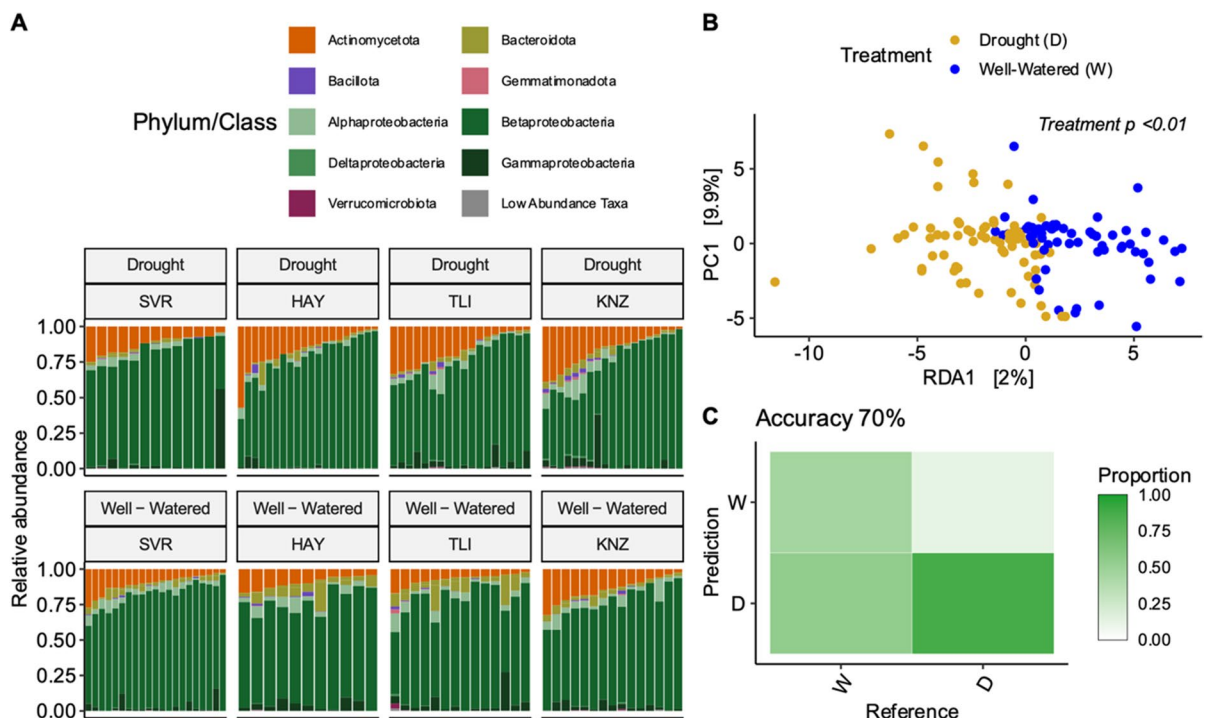 A
Phylum/Class
Actinomycetota
Bacillota
Alphaproteobacteria
Deltaproteobacteria
Verrucomicrobiota
Bacteroidota
Gemmatimonadota
Betaproteobacteria
Gammaproteobacteria
Low Abundance Taxa
Drought Drought Drought Drought
SVR HAY TLI KNZ
1.00
0.75
0.50
0.25
0.00
Well – Watered Well – Watered Well – Watered Well – Watered
SVR HAY TLI KNZ
1.00
0.75
0.50
0.25
0.00
Relative abundance
B
Treatment
Drought (D)
Well-Watered (W)
Treatment p <0.01
PC1 [9.9%]
5
0
-5
-10 -5 0 5
RDA1 [2%]
C Accuracy 70%
Prediction
W
D
W D
Reference
Proportion
1.00
0.75
0.50
0.25
0.00